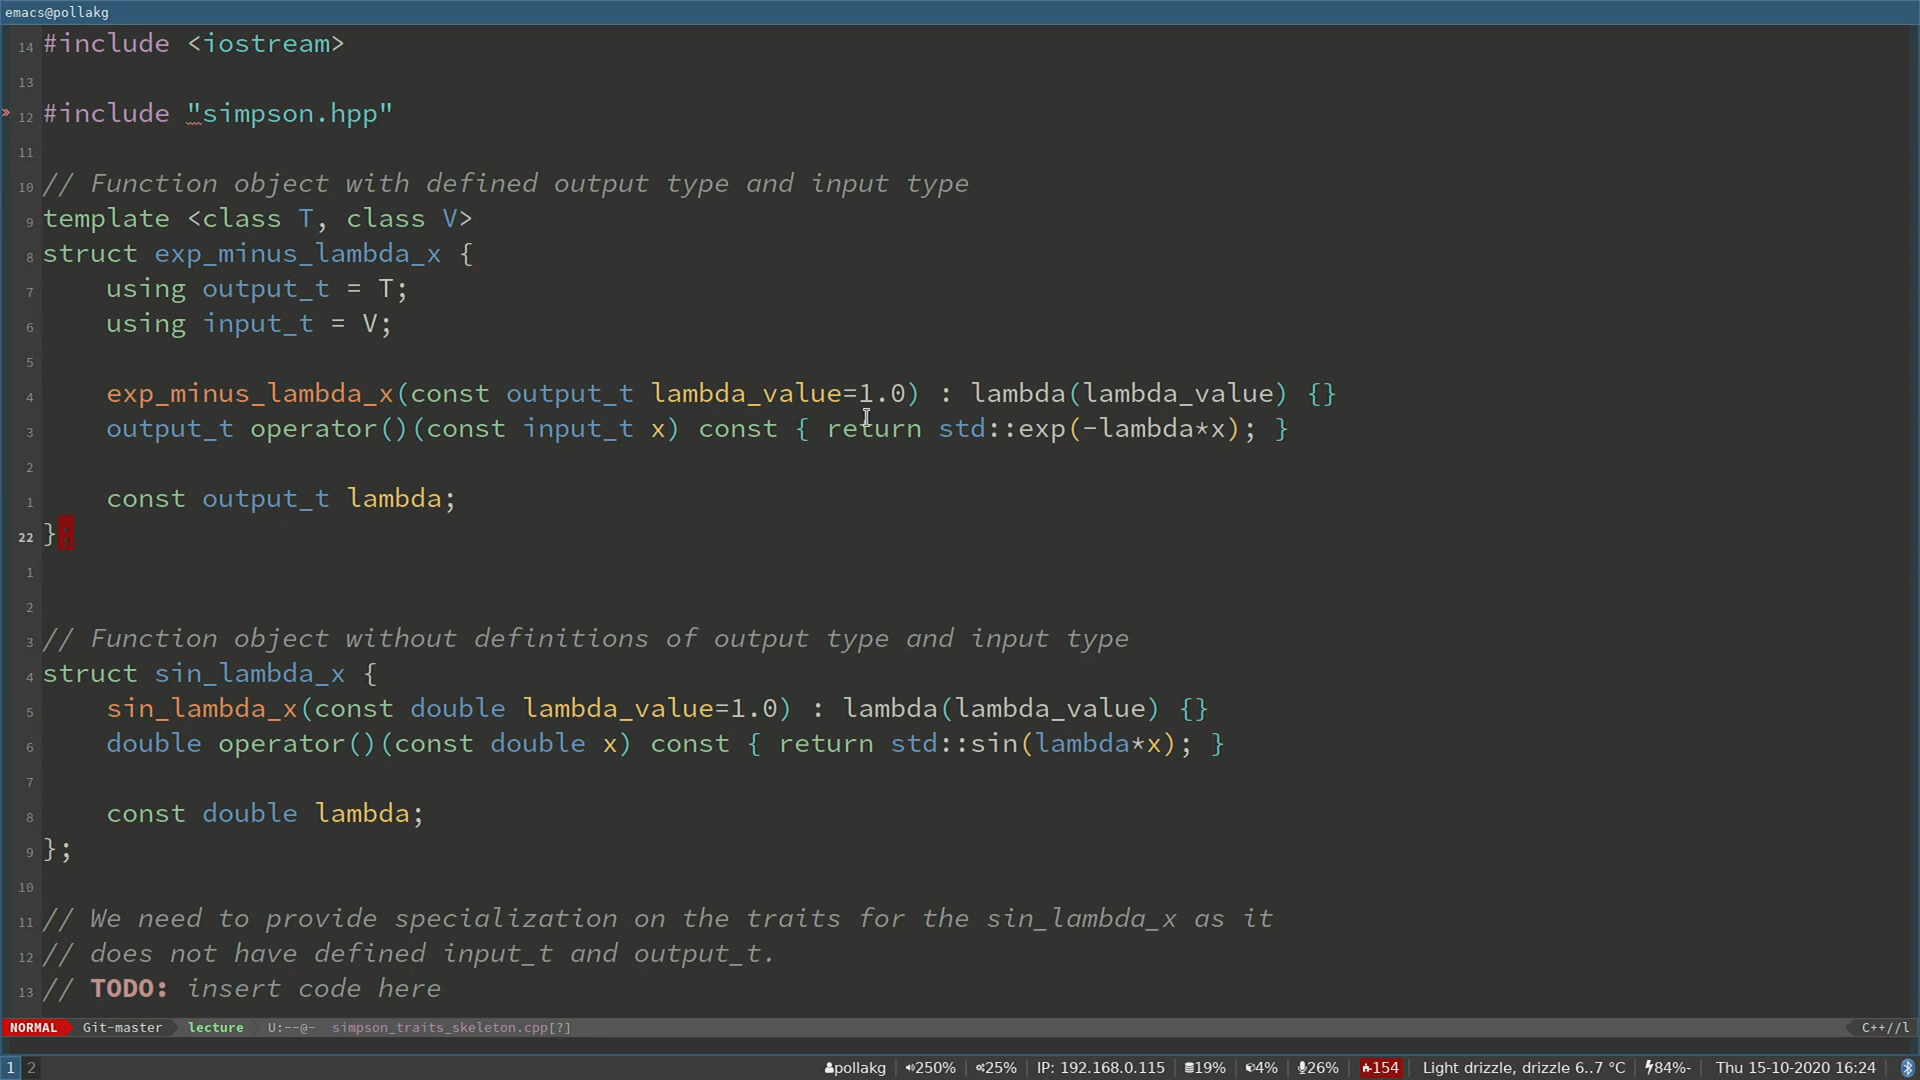 emacs@pollakg
14 #include <iostream>
13
» 12 #include "simpson.hpp"
11
10 // Function object with defined output type and input type
9 template <class T, class V>
8 struct exp_minus_lambda_x {
7     using output_t = T;
6     using input_t = V;
5
4     exp_minus_lambda_x(const output_t lambda_value=1.0) : lambda(lambda_value) {}
3     output_t operator()(const input_t x) const { return std::exp(-lambda*x); }
2
1     const output_t lambda;
22 };
1
2
3 // Function object without definitions of output type and input type
4 struct sin_lambda_x {
5     sin_lambda_x(const double lambda_value=1.0) : lambda(lambda_value) {}
6     double operator()(const double x) const { return std::sin(lambda*x); }
7
8     const double lambda;
9 };
10
11 // We need to provide specialization on the traits for the sin_lambda_x as it
12 // does not have defined input_t and output_t.
13 // TODO: insert code here
NORMAL Git-master lecture U:--@- simpson_traits_skeleton.cpp[?] C++//l
1 2 pollakg 250% 25% IP: 192.168.0.115 19% 4% 26% 154 Light drizzle, drizzle 6..7 °C 84%- Thu 15-10-2020 16:24